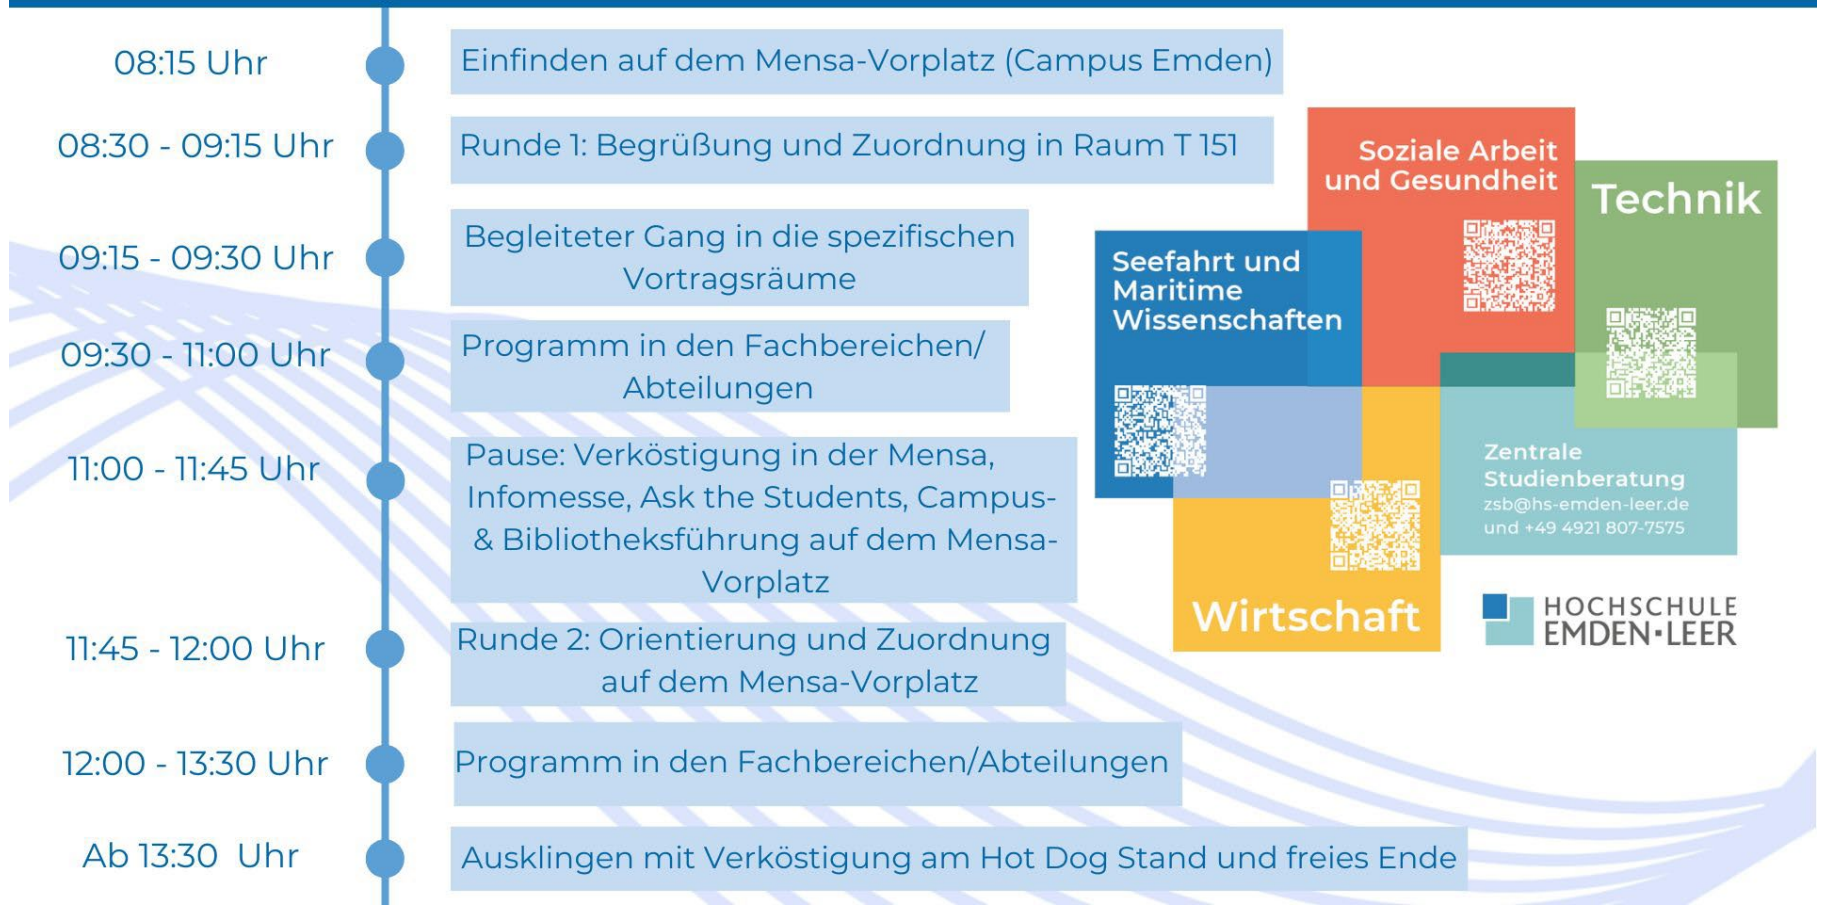 08:15 Uhr
Einfinden auf dem Mensa-Vorplatz (Campus Emden)
08:30 - 09:15 Uhr
Runde 1: Begrüßung und Zuordnung in Raum T 151
09:15 - 09:30 Uhr
Begleiteter Gang in die spezifischen
Vortragsräume
09:30 - 11:00 Uhr
Programm in den Fachbereichen/
Abteilungen
11:00 - 11:45 Uhr
Pause: Verköstigung in der Mensa,
Infomesse, Ask the Students, Campus-
& Bibliotheksführung auf dem Mensa-
Vorplatz
11:45 - 12:00 Uhr
Runde 2: Orientierung und Zuordnung
auf dem Mensa-Vorplatz
12:00 - 13:30 Uhr
Programm in den Fachbereichen/Abteilungen
Ab 13:30 Uhr
Ausklingen mit Verköstigung am Hot Dog Stand und freies Ende
Soziale Arbeit
und Gesundheit
Technik
Seefahrt und
Maritime
Wissenschaften
Zentrale
Studienberatung
zsb@hs-emden-leer.de
und +49 4921 807-7575
Wirtschaft
HOCHSCHULE
EMDEN•LEER